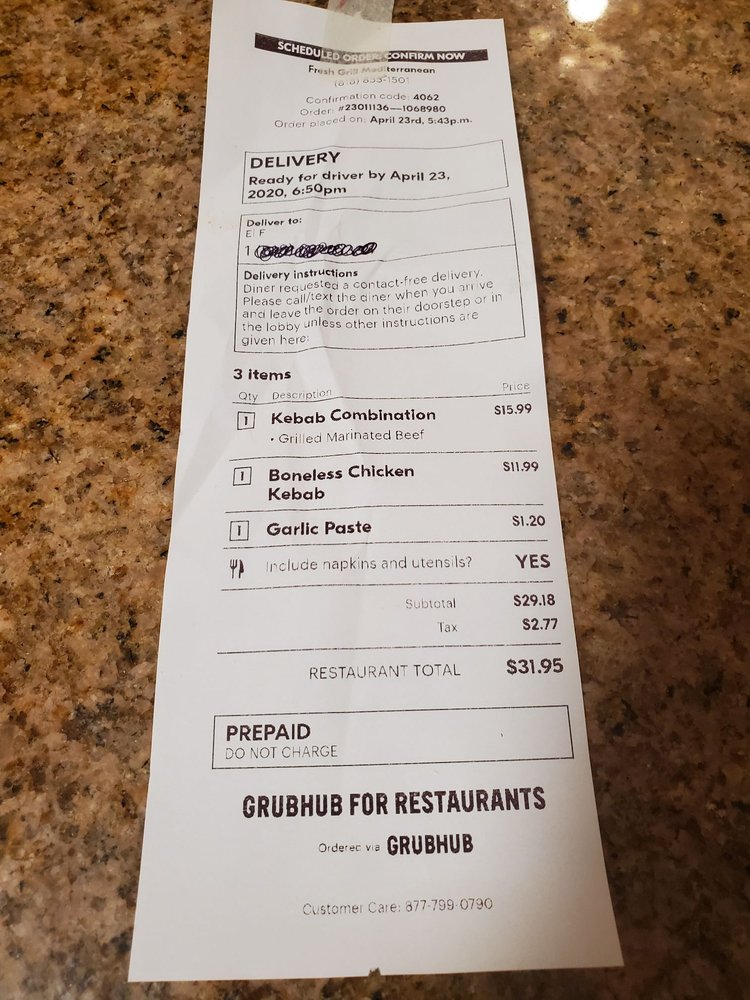 SCHEDULED ORDER, CONFIRM NOW
Fresh Grill Mediterranean
(818) 835-1501
Confirmation code: 4062
Order: #23011136—1068980
Order placed on: April 23rd, 5:43p.m.
DELIVERY
Ready for driver by April 23,
2020, 6:50pm
Deliver to:
El F
1
Delivery instructions
Diner requested a contact-free delivery.
Please call/text the diner when you arrive
and leave the order on their doorstep or in
the lobby unless other instructions are
given here:
3 items
Qty Description Price
1 Kebab Combination $15.99
• Grilled Marinated Beef
1 Boneless Chicken $11.99
Kebab
1 Garlic Paste $1.20
Include napkins and utensils? YES
Subtotal $29.18
Tax $2.77
RESTAURANT TOTAL $31.95
PREPAID
DO NOT CHARGE
GRUBHUB FOR RESTAURANTS
Ordered via GRUBHUB
Customer Care: 877-799-0790